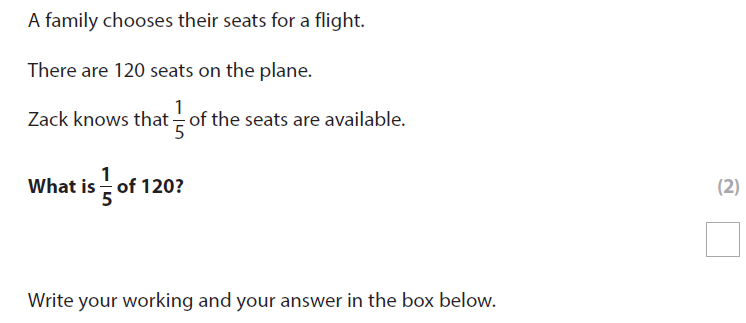 A family chooses their seats for a flight.
There are 120 seats on the plane.
Zack knows that 1/5 of the seats are available.
What is 1/5 of 120? (2)
Write your working and your answer in the box below.